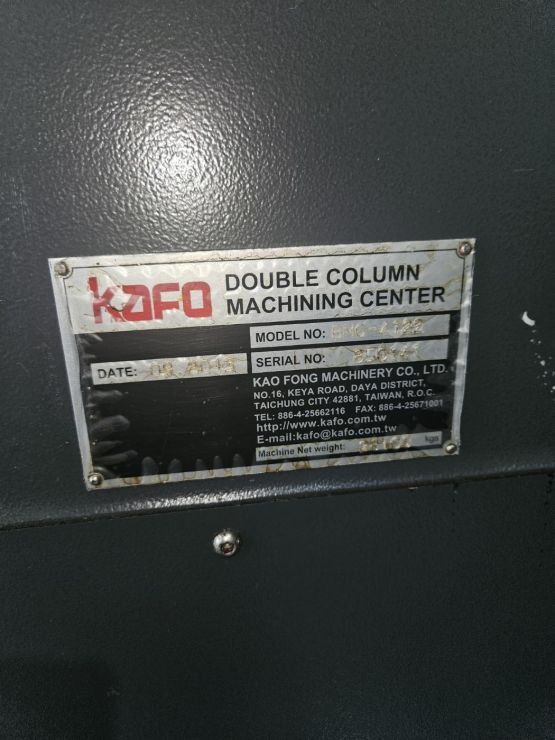 KAFO
DOUBLE COLUMN
MACHINING CENTER
MODEL NO:
DATE:
SERIAL NO:
KAO FONG MACHINERY CO., LTD.
NO.16, KEYA ROAD, DAYA DISTRICT,
TAICHUNG CITY 42881, TAIWAN, R.O.C.
TEL: 886-4-25662116 FAX: 886-4-25671001
http://www.kafo.com.tw
E-mail:kafo@kafo.com.tw
Machine Net weight: kgs